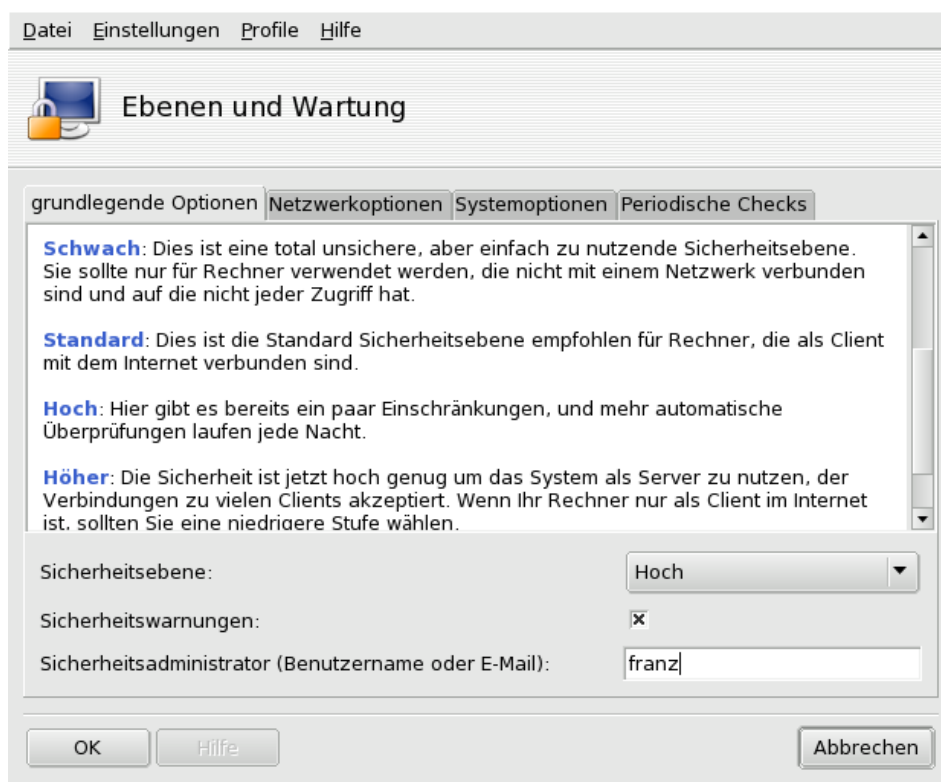 Datei Einstellungen Profile Hilfe
Ebenen und Wartung
grundlegende Optionen Netzwerkoptionen Systemoptionen Periodische Checks
Schwach: Dies ist eine total unsichere, aber einfach zu nutzende Sicherheitsebene.
Sie sollte nur für Rechner verwendet werden, die nicht mit einem Netzwerk verbunden
sind und auf die nicht jeder Zugriff hat.
Standard: Dies ist die Standard Sicherheitsebene empfohlen für Rechner, die als Client
mit dem Internet verbunden sind.
Hoch: Hier gibt es bereits ein paar Einschränkungen, und mehr automatische
Überprüfungen laufen jede Nacht.
Höher: Die Sicherheit ist jetzt hoch genug um das System als Server zu nutzen, der
Verbindungen zu vielen Clients akzeptiert. Wenn Ihr Rechner nur als Client im Internet
ist, sollten Sie eine niedrigere Stufe wählen.
Sicherheitsebene: Hoch
Sicherheitswarnungen:
Sicherheitsadministrator (Benutzername oder E-Mail): franz
OK Hilfe Abbrechen